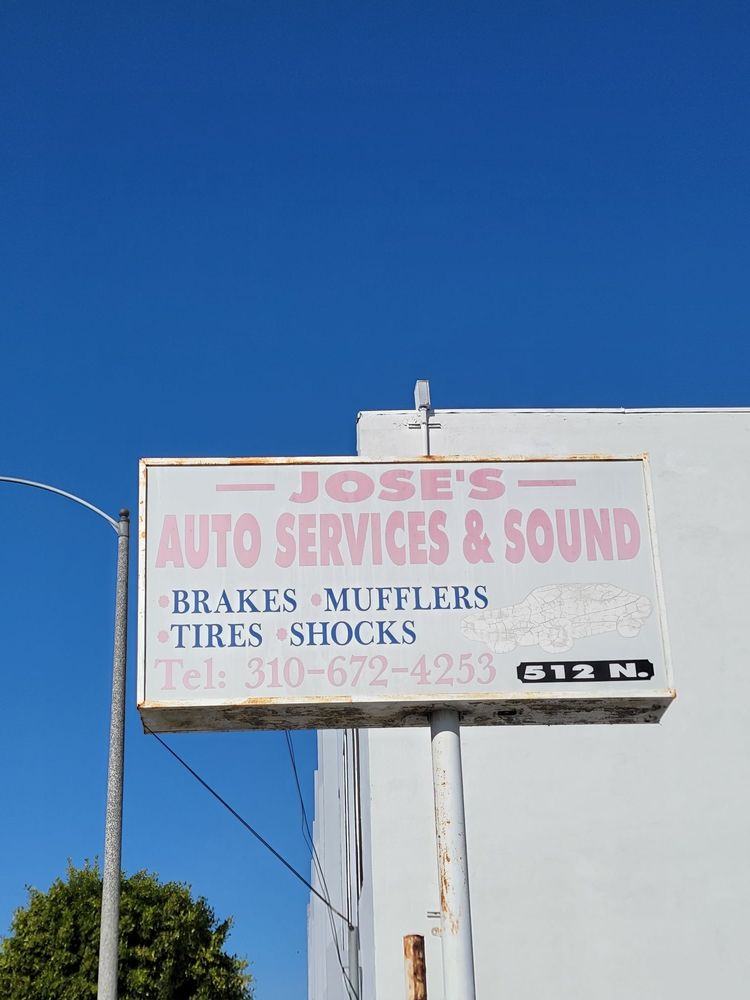 — JOSE'S —
AUTO SERVICES & SOUND
•BRAKES •MUFFLERS
•TIRES •SHOCKS
Tel: 310-672-4253 512 N.